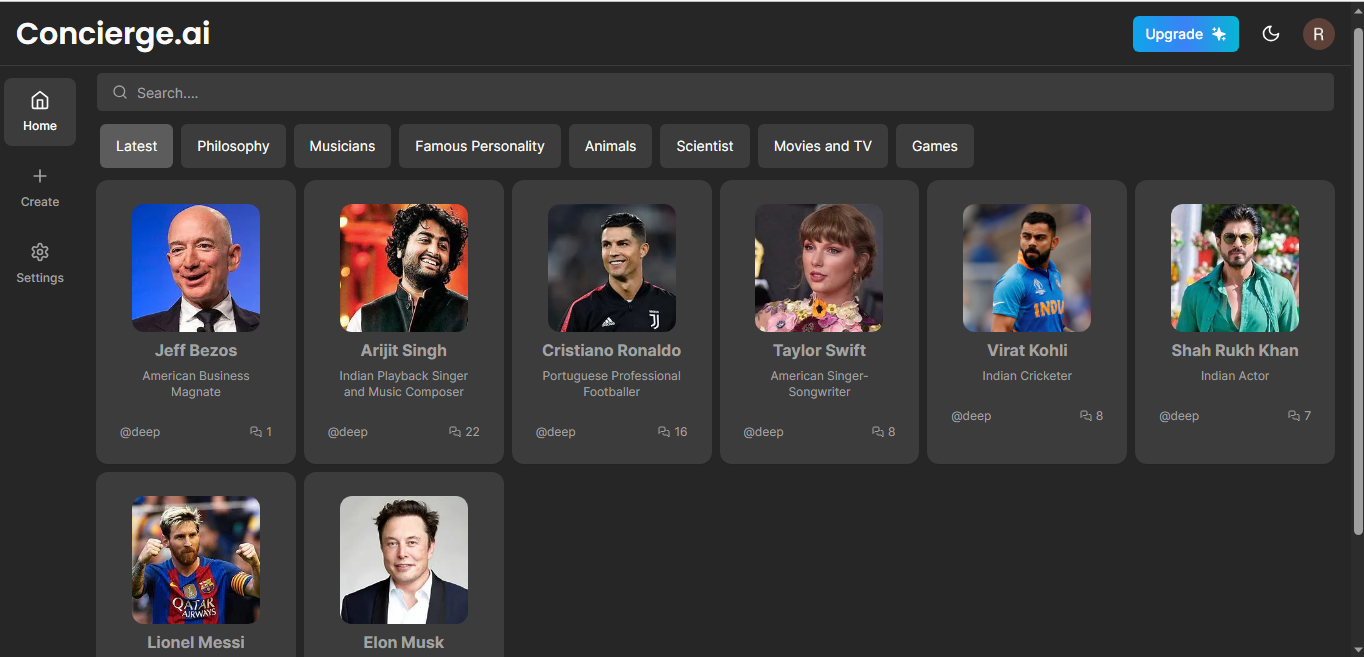 Concierge.ai
Upgrade
R
Search....
Home
Create
Settings
Latest
Philosophy
Musicians
Famous Personality
Animals
Scientist
Movies and TV
Games
Jeff Bezos
American Business
Magnate
@deep
1
Arijit Singh
Indian Playback Singer
and Music Composer
@deep
22
Cristiano Ronaldo
Portuguese Professional
Footballer
@deep
16
Taylor Swift
American Singer-
Songwriter
@deep
8
INDI
Virat Kohli
Indian Cricketer
@deep
8
Shah Rukh Khan
Indian Actor
@deep
7
QATAR
AIRWAYS
Lionel Messi
Elon Musk